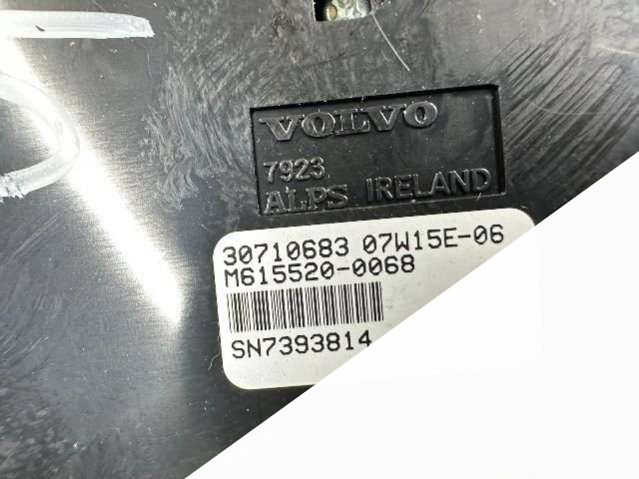 VOLVO
7923
ALPS IRELAND
30710683 07W15E-06
M615520-0068
SN7393814